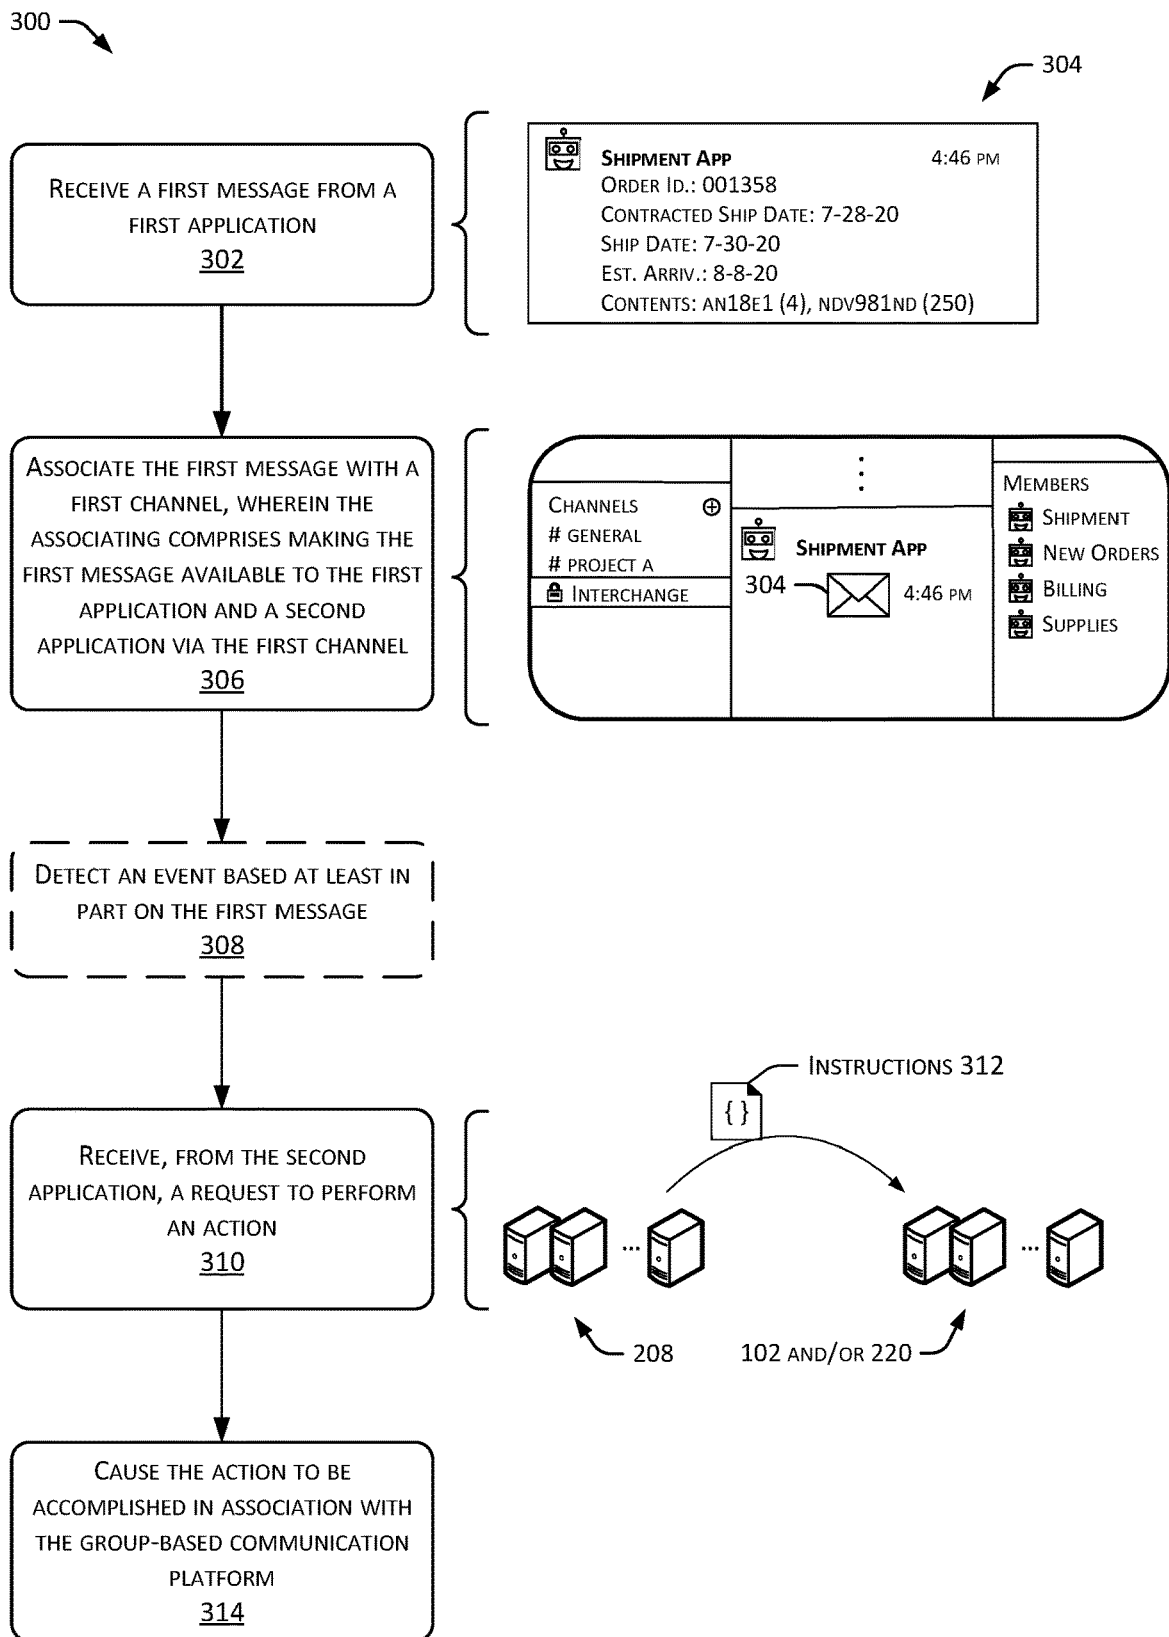 300
304
SHIPMENT APP 4:46 PM
ORDER ID.: 001358
CONTRACTED SHIP DATE: 7-28-20
SHIP DATE: 7-30-20
EST. ARRIV.: 8-8-20
CONTENTS: AN18E1 (4), NDV981ND (250)
RECEIVE A FIRST MESSAGE FROM A
FIRST APPLICATION
302
ASSOCIATE THE FIRST MESSAGE WITH A
FIRST CHANNEL, WHEREIN THE
ASSOCIATING COMPRISES MAKING THE
FIRST MESSAGE AVAILABLE TO THE FIRST
APPLICATION AND A SECOND
APPLICATION VIA THE FIRST CHANNEL
306
CHANNELS
# GENERAL
# PROJECT A
INTERCHANGE
SHIPMENT APP
304
4:46 PM
MEMBERS
SHIPMENT
NEW ORDERS
BILLING
SUPPLIES
DETECT AN EVENT BASED AT LEAST IN
PART ON THE FIRST MESSAGE
308
RECEIVE, FROM THE SECOND
APPLICATION, A REQUEST TO PERFORM
AN ACTION
310
INSTRUCTIONS 312
{ }
...
...
208
102 AND/OR 220
CAUSE THE ACTION TO BE
ACCOMPLISHED IN ASSOCIATION WITH
THE GROUP-BASED COMMUNICATION
PLATFORM
314